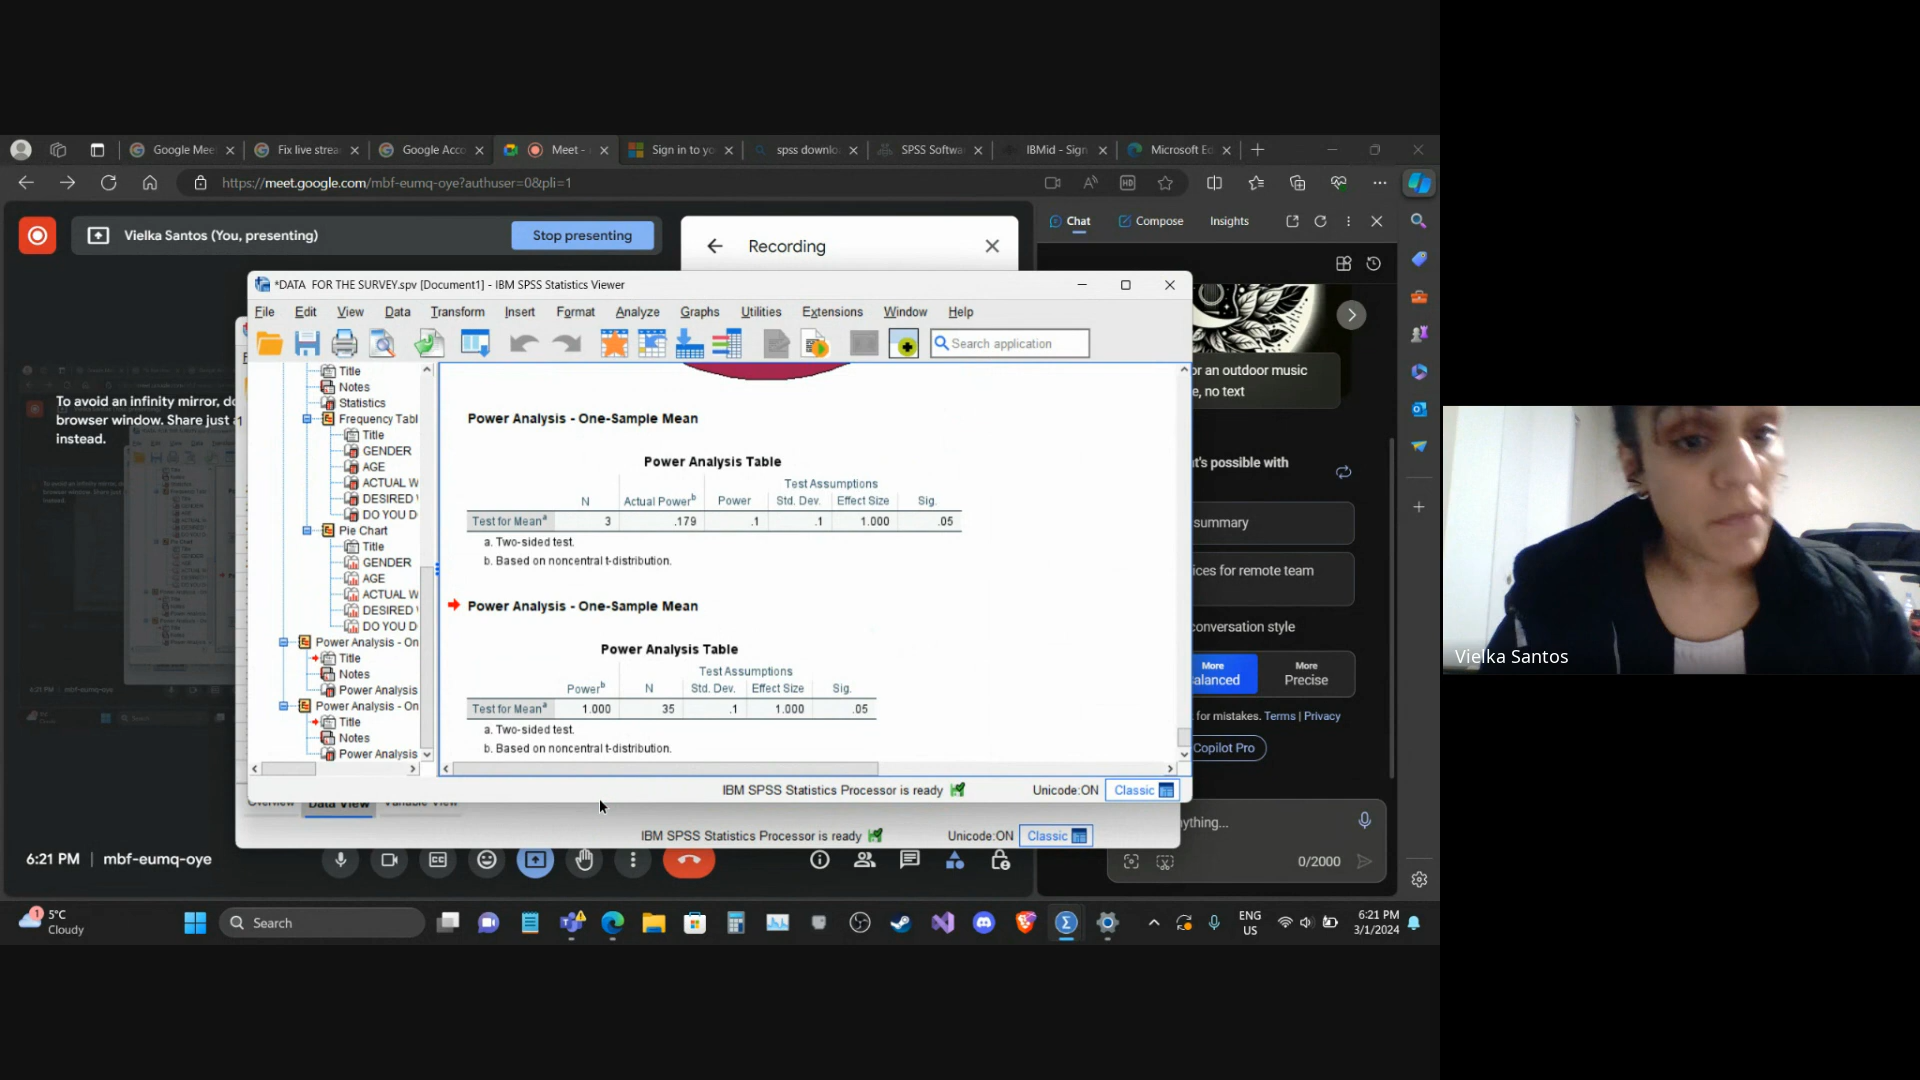 Google Mee
Fix live strea
Google Acco
Meet -
Sign in to yo
spss downlo
SPSS Softwa
IBMid - Sign
Microsoft Ed
https://meet.google.com/mbf-eumq-oye?authuser=0&pli=1
Vielka Santos (You, presenting)
Stop presenting
Recording
Chat
Compose
Insights
To avoid an infinity mirror, do
browser window. Share just a
instead.
*DATA FOR THE SURVEY.spv [Document1] - IBM SPSS Statistics Viewer
File Edit View Data Transform Insert Format Analyze Graphs Utilities Extensions Window Help
Search application
Title
Notes
Statistics
Frequency Tabl
Title
GENDER
AGE
ACTUAL W
DESIRED
DO YOU D
Pie Chart
Title
GENDER
AGE
ACTUAL W
DESIRED
DO YOU D
Power Analysis - On
Title
Notes
Power Analysis
Power Analysis - On
Title
Notes
Power Analysis
Power Analysis - One-Sample Mean
Power Analysis Table
Test Assumptions
N Actual Power b Power Std. Dev. Effect Size Sig.
Test for Mean a 3 .179 .1 .1 1.000 .05
a. Two-sided test.
b. Based on noncentral t-distribution.
Power Analysis - One-Sample Mean
Power Analysis Table
Test Assumptions
Power b N Std. Dev. Effect Size Sig.
Test for Mean a 1.000 35 .1 1.000 .05
a. Two-sided test.
b. Based on noncentral t-distribution.
IBM SPSS Statistics Processor is ready Unicode:ON Classic
Overview Data View Variable View
IBM SPSS Statistics Processor is ready Unicode:ON Classic
or an outdoor music
e, no text
t's possible with
summary
ices for remote team
conversation style
More
alanced
More
Precise
for mistakes. Terms | Privacy
Copilot Pro
ything...
0/2000
6:21 PM | mbf-eumq-oye
1
5°C
Cloudy
Search
ENG
US
6:21 PM
3/1/2024
Vielka Santos